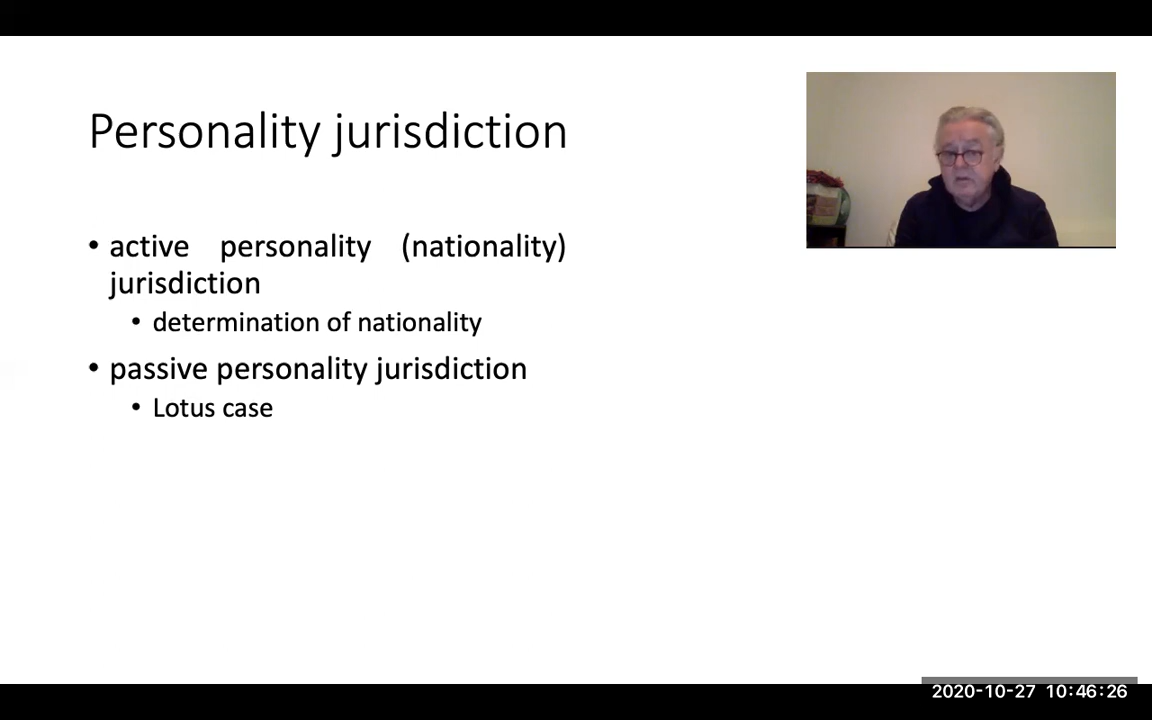 Personality jurisdiction
• active personality (nationality)
jurisdiction
• determination of nationality
• passive personality jurisdiction
• Lotus case
2020-10-27 10:46:26